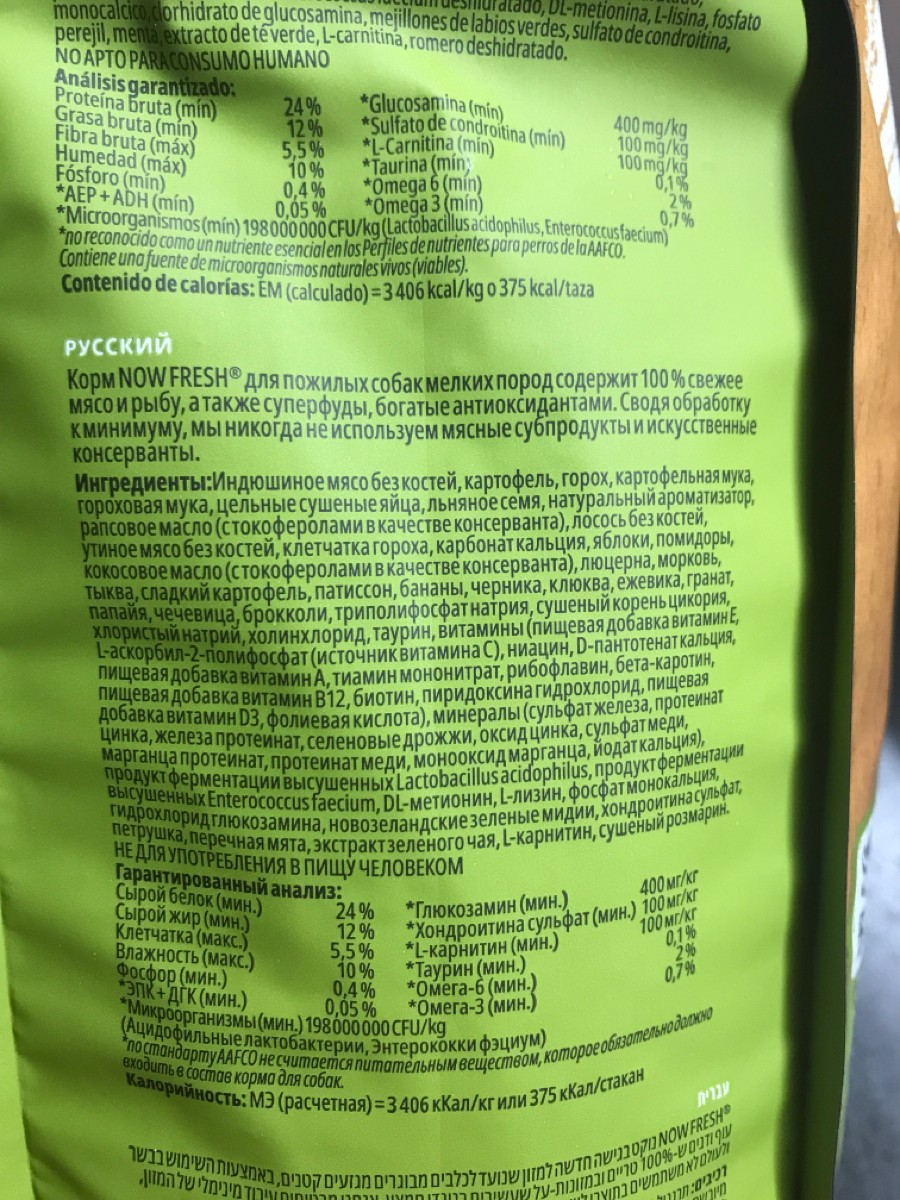 DL-metionina, L-lisina, fosfato
monocalcico, clorhidrato de glucosamina, mejillones de labios verdes, sulfato de condroitina,
perejil, menta, extracto de té verde, L-carnitina, romero deshidratado.
NO APTO PARA CONSUMO HUMANO
Análisis garantizado:
Proteína bruta (mín) 24 % *Glucosamina (mín) 400 mg/kg
Grasa bruta (mín) 12 % *Sulfato de condroitina (mín) 100 mg/kg
Fibra bruta (máx) 5,5 % *L-Carnitina (mín) 100 mg/kg
Humedad (máx) 10 % *Taurina (mín) 0,1 %
Fósforo (mín) 0,4 % *Omega 6 (mín) 2 %
*AEP + ADH (mín) 0,05 % *Omega 3 (mín) 0,7 %
*Microorganismos (mín) 198 000 000 CFU/kg (Lactobacillus acidophilus, Enterococcus faecium)
*no reconocido como un nutriente esencial en los Perfiles de nutrientes para perros de la AAFCO.
Contiene una fuente de microorganismos naturales vivos (viables).
Contenido de calorías: EM (calculado) = 3 406 kcal/kg o 375 kcal/taza
РУССКИЙ
Корм NOW FRESH® для пожилых собак мелких пород содержит 100 % свежее
мясо и рыбу, а также суперфуды, богатые антиоксидантами. Сводя обработку
к минимуму, мы никогда не используем мясные субпродукты и искусственные
консерванты.
Ингредиенты:Индюшиное мясо без костей, картофель, горох, картофельная мука,
гороховая мука, цельные сушеные яйца, льняное семя, натуральный ароматизатор,
рапсовое масло (с токоферолами в качестве консерванта), лосось без костей,
утиное мясо без костей, клетчатка гороха, карбонат кальция, яблоки, помидоры,
кокосовое масло (с токоферолами в качестве консерванта), люцерна, морковь,
тыква, сладкий картофель, патиссон, бананы, черника, клюква, ежевика, гранат,
папайя, чечевица, брокколи, триполифосфат натрия, сушеный корень цикория,
хлористый натрий, холинхлорид, таурин, витамины (пищевая добавка витамин Е,
L-аскорбил-2-полифосфат (источник витамина С), ниацин, D-пантотенат кальция,
пищевая добавка витамин А, тиамин мононитрат, рибофлавин, бета-каротин,
пищевая добавка витамин В12, биотин, пиридоксина гидрохлорид, пищевая
добавка витамин D3, фолиевая кислота), минералы (сульфат железа, протеинат
цинка, железа протеинат, селеновые дрожжи, оксид цинка, сульфат меди,
марганца протеинат, протеинат меди, монооксид марганца, йодат кальция),
продукт ферментации высушенных Lactobacillus acidophilus, продукт ферментации
высушенных Enterococcus faecium, DL-метионин, L-лизин, фосфат монокальция,
гидрохлорид глюкозамина, новозеландские зеленые мидии, хондроитина сульфат,
петрушка, перечная мята, экстракт зеленого чая, L-карнитин, сушеный розмарин.
НЕ ДЛЯ УПОТРЕБЛЕНИЯ В ПИЩУ ЧЕЛОВЕКОМ
Гарантированный анализ:
Сырой белок (мин.) 24 % *Глюкозамин (мин.) 400 мг/кг
Сырой жир (мин.) 12 % *Хондроитина сульфат (мин.) 100 мг/кг
Клетчатка (макс.) 5,5 % *L-карнитин (мин.) 100 мг/кг
Влажность (макс.) 10 % *Таурин (мин.) 0,1 %
Фосфор (мин.) 0,4 % *Омега-6 (мин.) 2 %
*ЭПК + ДГК (мин.) 0,05 % *Омега-3 (мин.) 0,7 %
*Микроорганизмы (мин.) 198 000 000 CFU/kg
(Ацидофильные лактобактерии, Энтерококки фэциум)
*по стандарту AAFCO не считается питательным веществом, которое обязательно должно
входить в состав корма для собак.
Калорийность: МЭ (расчетная) = 3 406 кКал/кг или 375 кКал/стакан
עברית
NOW FRESH® נוקט בגישה חדשה למזון שנועד לכלבים מבוגרים מגזעים קטנים, באמצעות השימוש בבשר